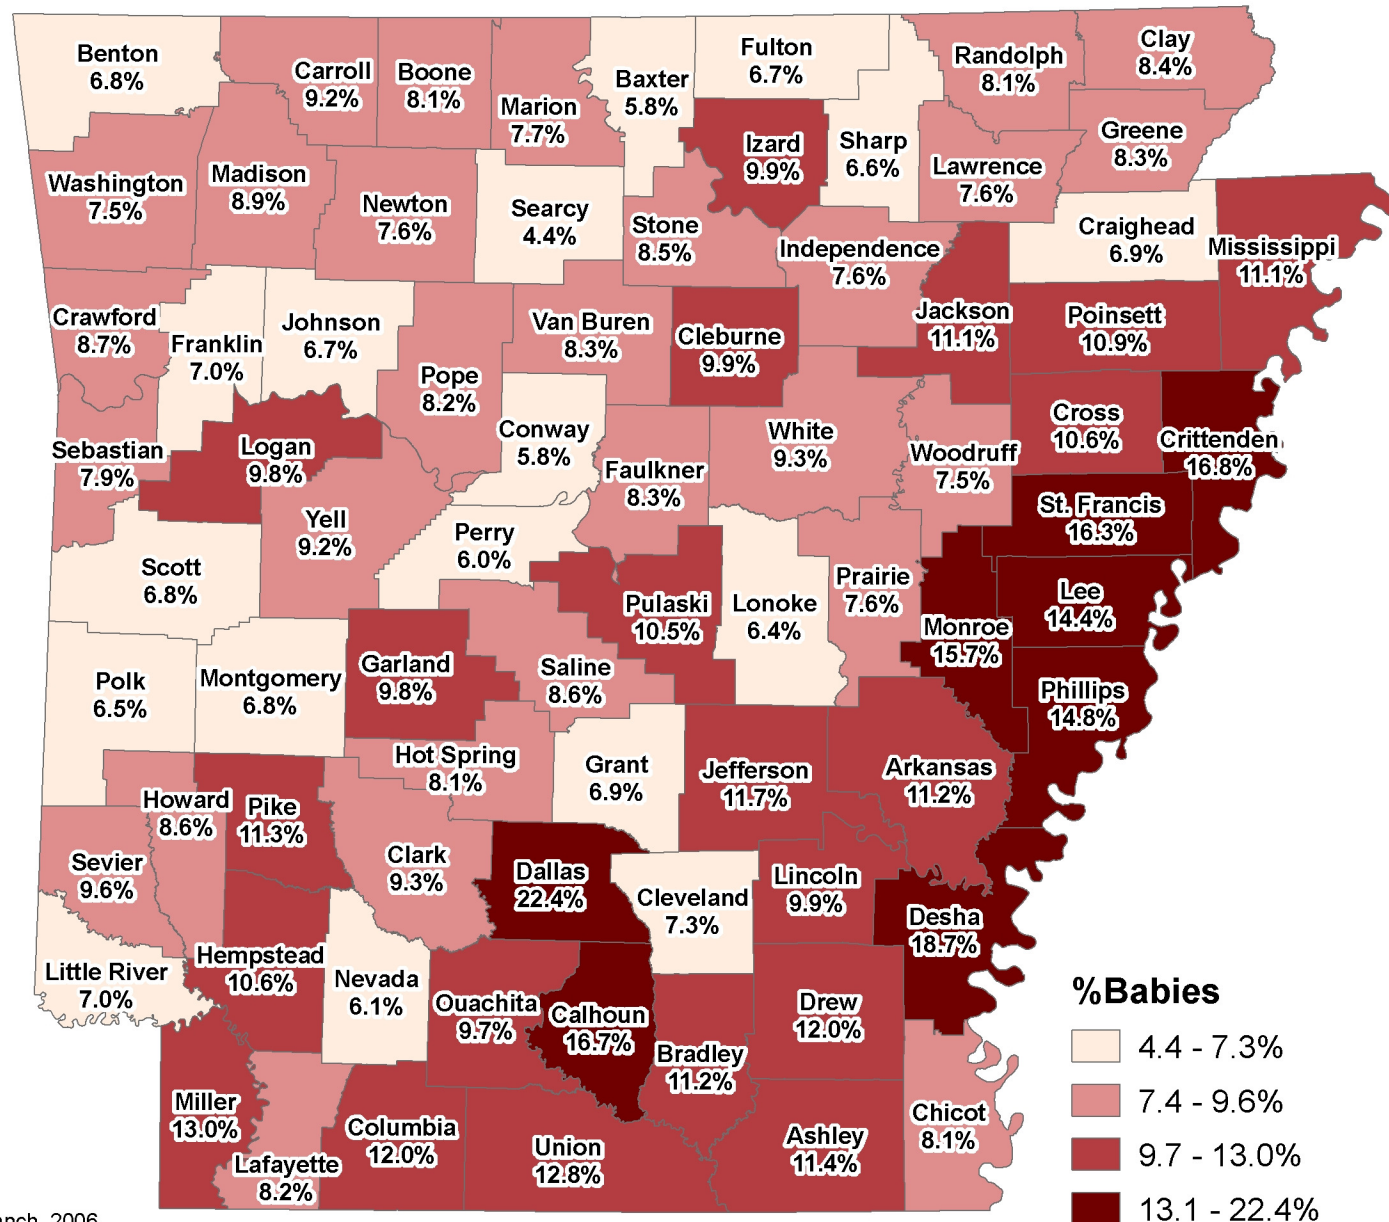 Benton
6.8%
Carroll
9.2%
Boone
8.1%
Marion
7.7%
Baxter
5.8%
Fulton
6.7%
Randolph
8.1%
Clay
8.4%
Izard
9.9%
Sharp
6.6%
Lawrence
7.6%
Greene
8.3%
Washington
7.5%
Madison
8.9%
Newton
7.6%
Searcy
4.4%
Stone
8.5%
Independence
7.6%
Craighead
6.9%
Mississippi
11.1%
Crawford
8.7%
Franklin
7.0%
Johnson
6.7%
Pope
8.2%
Van Buren
8.3%
Cleburne
9.9%
Jackson
11.1%
Poinsett
10.9%
Sebastian
7.9%
Logan
9.8%
Conway
5.8%
Faulkner
8.3%
White
9.3%
Woodruff
7.5%
Cross
10.6%
Crittenden
16.8%
Yell
9.2%
Perry
6.0%
St. Francis
16.3%
Scott
6.8%
Pulaski
10.5%
Lonoke
6.4%
Prairie
7.6%
Monroe
15.7%
Lee
14.4%
Polk
6.5%
Montgomery
6.8%
Garland
9.8%
Saline
8.6%
Phillips
14.8%
Hot Spring
8.1%
Grant
6.9%
Jefferson
11.7%
Arkansas
11.2%
Howard
8.6%
Pike
11.3%
Sevier
9.6%
Clark
9.3%
Dallas
22.4%
Cleveland
7.3%
Lincoln
9.9%
Desha
18.7%
Little River
7.0%
Hempstead
10.6%
Nevada
6.1%
Ouachita
9.7%
Calhoun
16.7%
Bradley
11.2%
Drew
12.0%
Miller
13.0%
Lafayette
8.2%
Columbia
12.0%
Union
12.8%
Ashley
11.4%
Chicot
8.1%
%Babies
4.4 - 7.3%
7.4 - 9.6%
9.7 - 13.0%
13.1 - 22.4%
2006